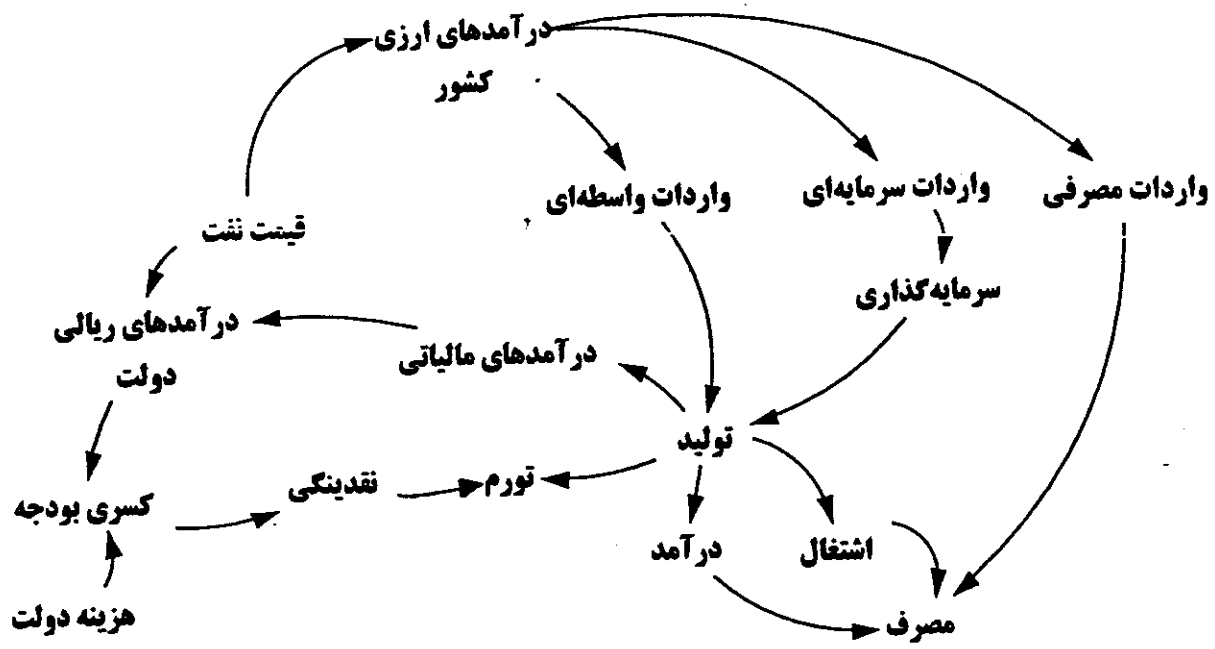 درآمدهای ارزی
کشور
واردات مصرفی
واردات سرمایه‌ای
واردات واسطه‌ای
قیمت نفت
سرمایه‌گذاری
درآمدهای ریالی
دولت
درآمدهای مالیاتی
تولید
تورم
نقدینگی
کسری بودجه
اشتغال
درآمد
مصرف
هزینه دولت